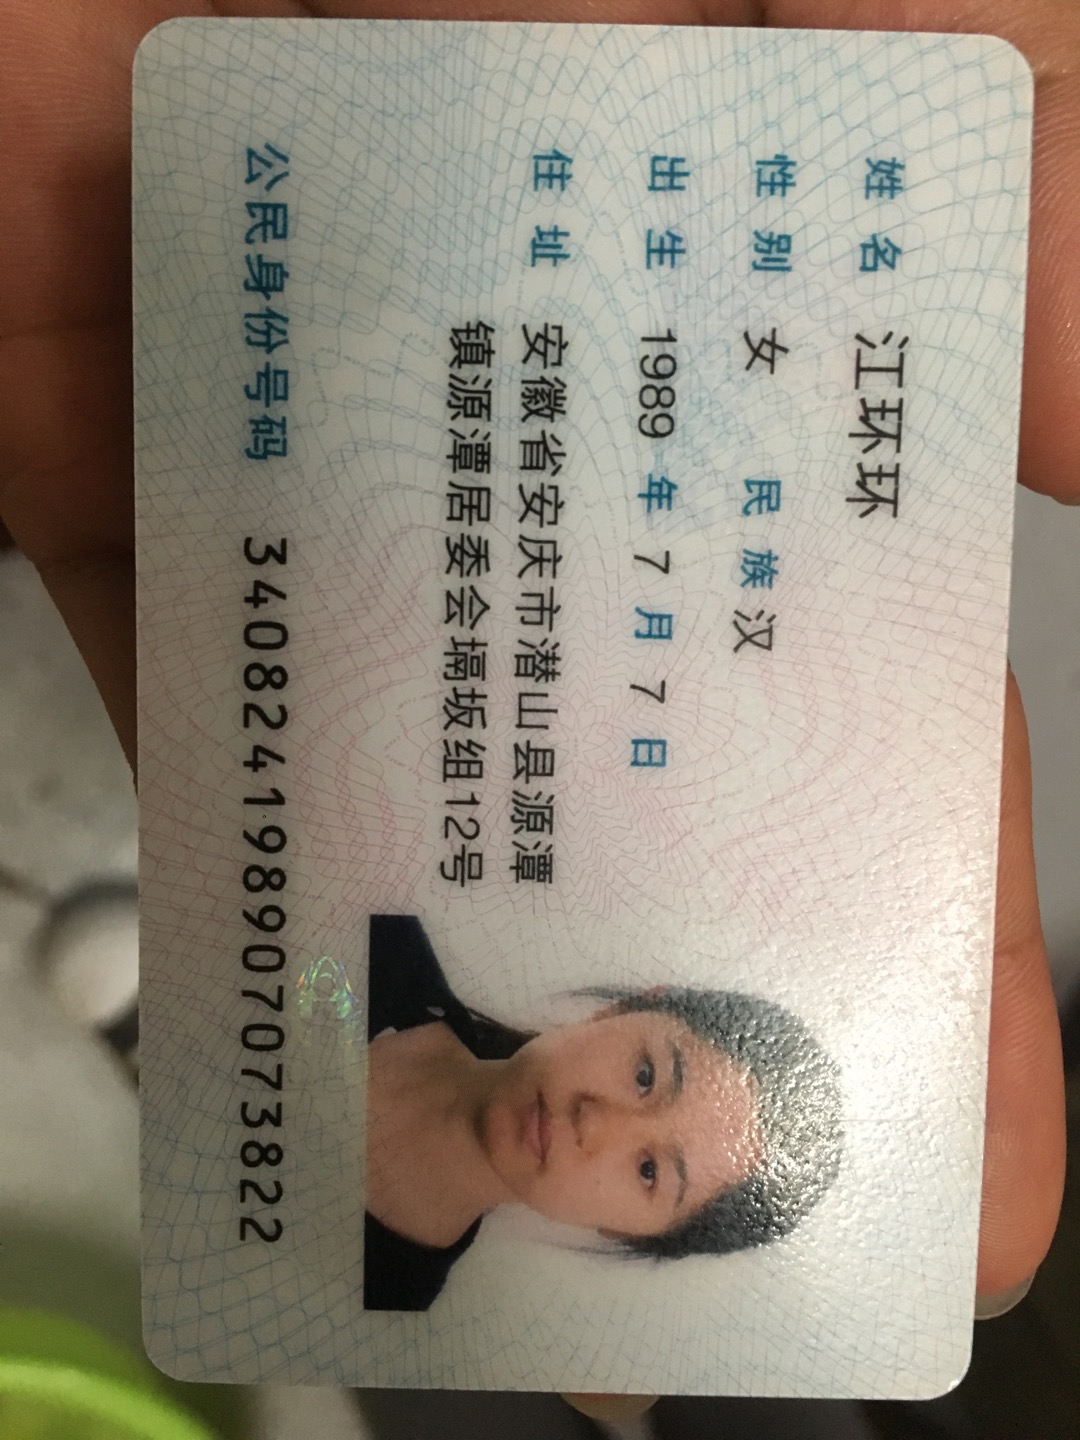 姓名 江环环
性别 女 民族 汉
出生 1989 年 7 月 7 日
住址 安徽省安庆市潜山县源潭
镇源潭居委会塥坂组12号
公民身份号码 340824198907073822